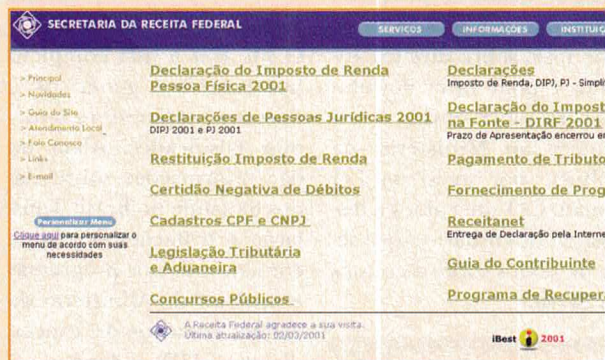 SECRETARIA DA RECEITA FEDERAL
SERVIÇOS
INFORMAÇÕES
> Principal
> Novidades
> Guia do Site
> Atendimento Local
> Fale Conosco
> Links
> E-mail
Personalizar Menu
Clique aqui para personalizar o
menu de acordo com suas
necessidades
Declaração do Imposto de Renda
Pessoa Física 2001
Declarações de Pessoas Jurídicas 2001
DIPJ 2001 e PJ 2001
Restituição Imposto de Renda
Certidão Negativa de Débitos
Cadastros CPF e CNPJ
Legislação Tributária
e Aduaneira
Concursos Públicos
Declarações
Imposto de Renda, DIPJ, PJ - Simpli
Declaração do Impost
na Fonte - DIRF 2001
Prazo de Apresentação encerrou e
Pagamento de Tributo
Fornecimento de Prog
Receitanet
Entrega de Declaração pela Interne
Guia do Contribuinte
Programa de Recuper
A Receita Federal agradece a sua visita.
Última atualização: 02/03/2001
iBest 2001